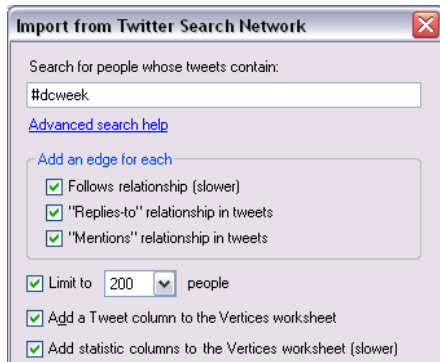 Import from Twitter Search Network
Search for people whose tweets contain:
#dcweek
Advanced search help
Add an edge for each
Follows relationship (slower)
"Replies-to" relationship in tweets
"Mentions" relationship in tweets
Limit to 200 people
Add a Tweet column to the Vertices worksheet
Add statistic columns to the Vertices worksheet (slower)